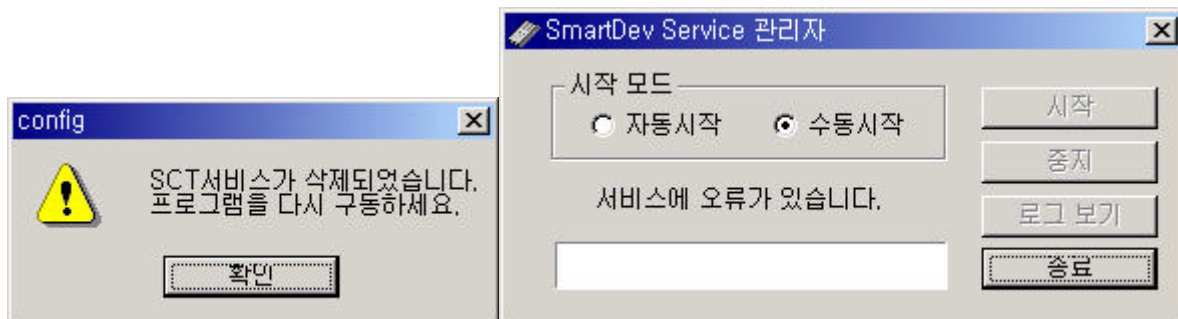 config
SCT서비스가 삭제되었습니다.
프로그램을 다시 구동하세요.
확인
SmartDev Service 관리자
시작 모드
자동시작
수동시작
서비스에 오류가 있습니다.
시작
중지
로그 보기
종료